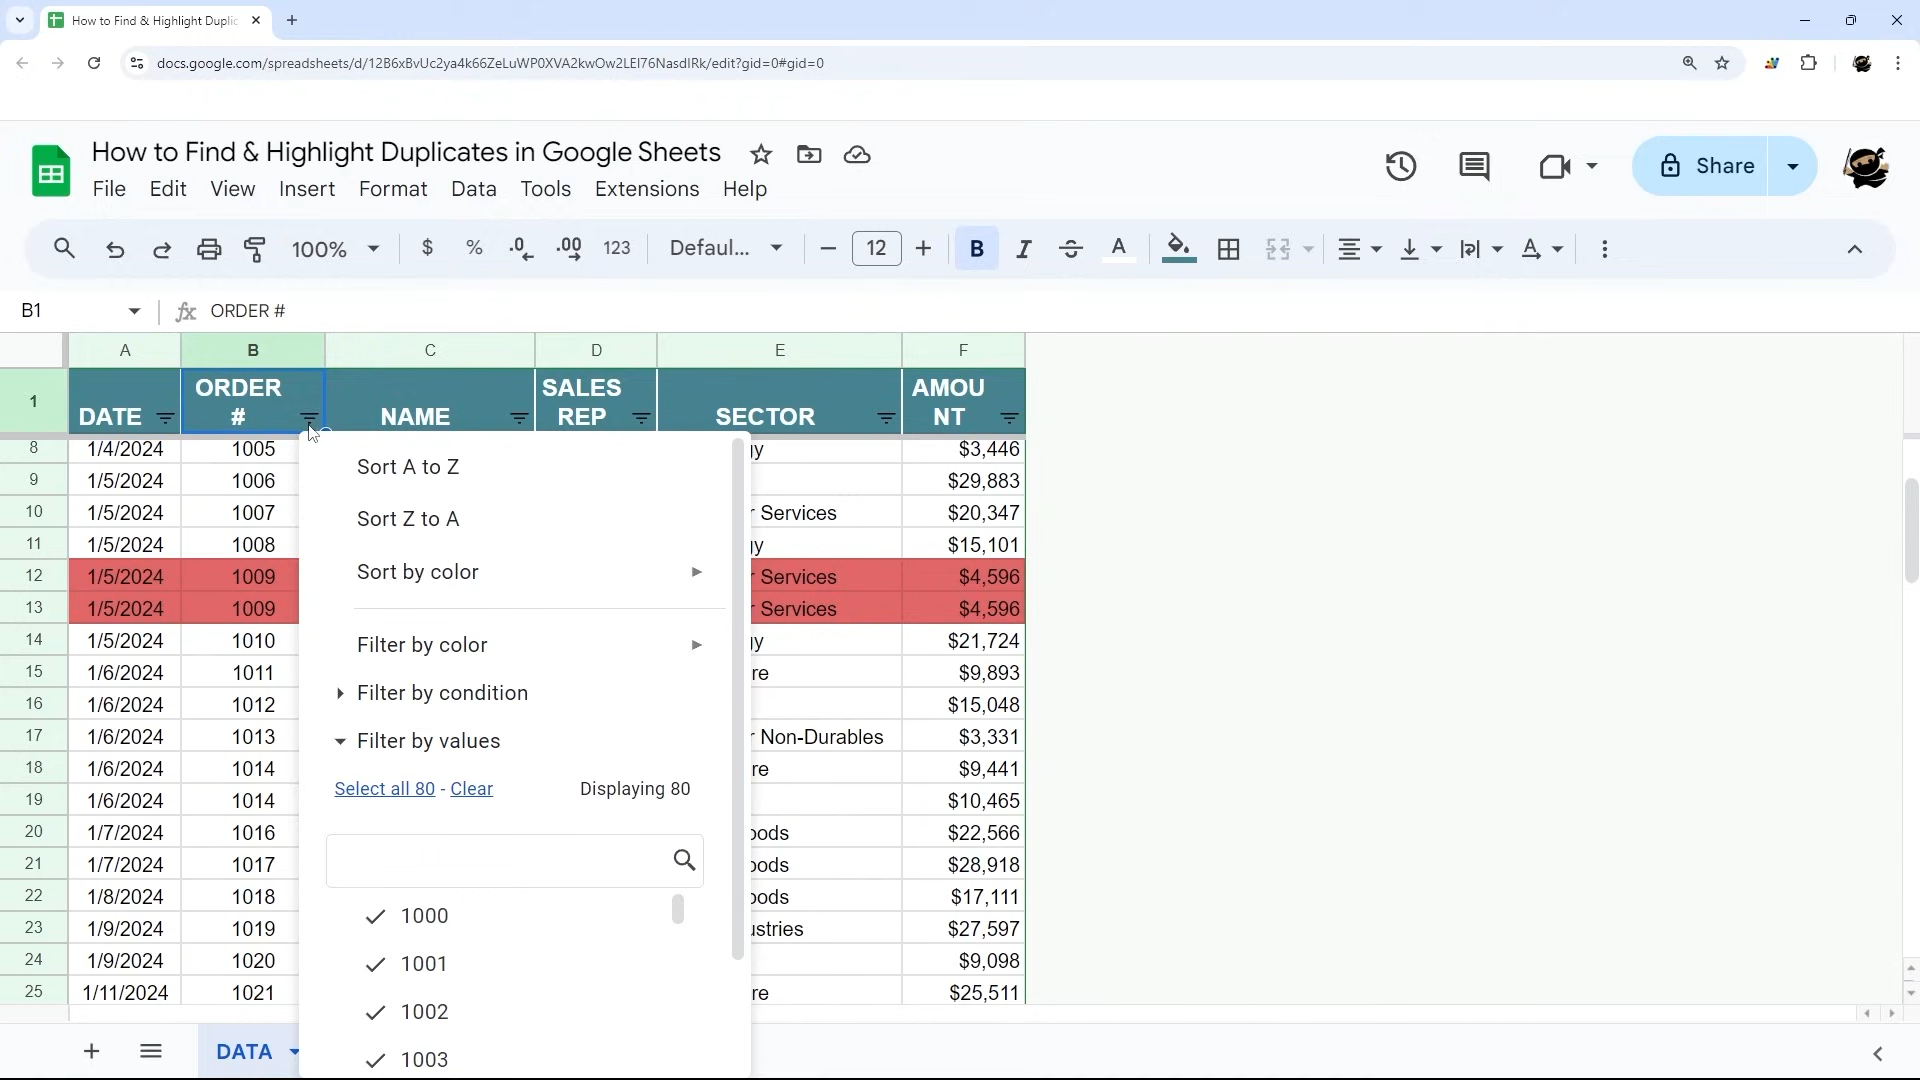 How to Find & Highlight Duplic
docs.google.com/spreadsheets/d/12B6xBvUc2ya4k66ZeLuWP0XVA2kwOw2LEI76NasdIRk/edit?gid=0#gid=0
How to Find & Highlight Duplicates in Google Sheets
File Edit View Insert Format Data Tools Extensions Help
Share
100% $ % .0 .00 123 Defaul... 12 B I S A A
B1 fx ORDER #
A B C D E F
1 DATE ORDER # NAME SALES REP SECTOR AMOU NT
8 1/4/2024 1005 gy $3,446
9 1/5/2024 1006 $29,883
10 1/5/2024 1007 r Services $20,347
11 1/5/2024 1008 gy $15,101
12 1/5/2024 1009 r Services $4,596
13 1/5/2024 1009 r Services $4,596
14 1/5/2024 1010 gy $21,724
15 1/6/2024 1011 re $9,893
16 1/6/2024 1012 $15,048
17 1/6/2024 1013 r Non-Durables $3,331
18 1/6/2024 1014 re $9,441
19 1/6/2024 1014 $10,465
20 1/7/2024 1016 oods $22,566
21 1/7/2024 1017 oods $28,918
22 1/8/2024 1018 oods $17,111
23 1/9/2024 1019 ustries $27,597
24 1/9/2024 1020 $9,098
25 1/11/2024 1021 re $25,511
Sort A to Z
Sort Z to A
Sort by color
Filter by color
Filter by condition
Filter by values
Select all 80 - Clear Displaying 80
1000
1001
1002
1003
DATA